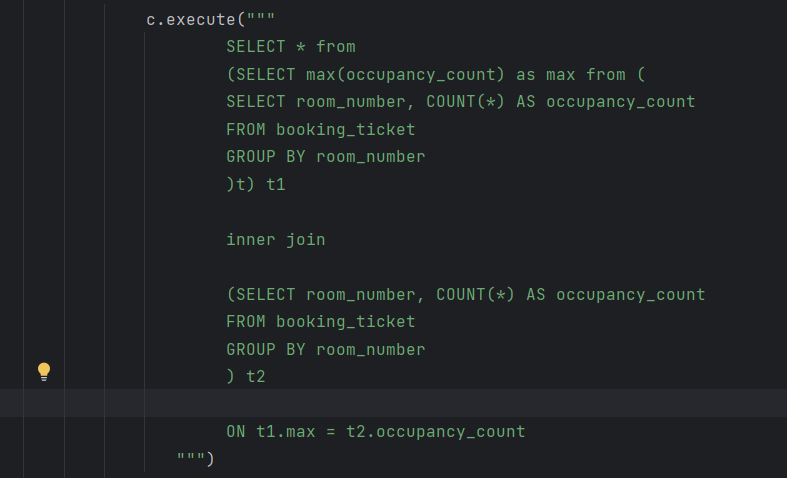 c.execute("""
SELECT * from
(SELECT max(occupancy_count) as max from (
SELECT room_number, COUNT(*) AS occupancy_count
FROM booking_ticket
GROUP BY room_number
)t) t1
inner join
(SELECT room_number, COUNT(*) AS occupancy_count
FROM booking_ticket
GROUP BY room_number
) t2
ON t1.max = t2.occupancy_count
""")